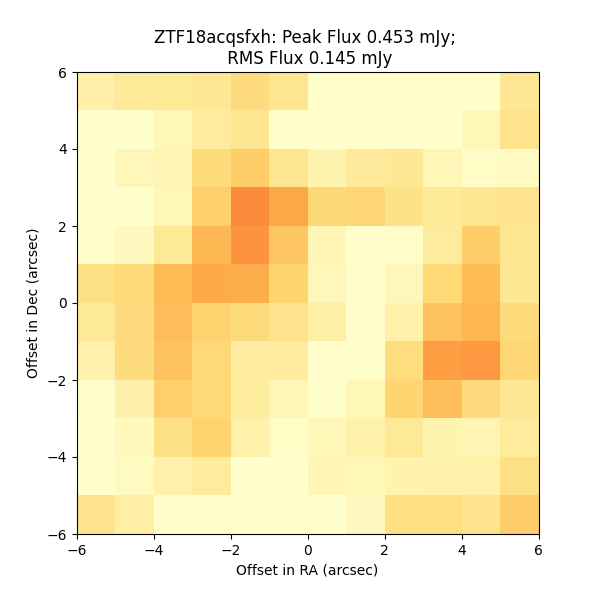 ZTF18acqsfxh: Peak Flux 0.453 mJy;
RMS Flux 0.145 mJy
6
4
2
0
−2
−4
−6
Offset in Dec (arcsec)
−6 −4 −2 0 2 4 6
Offset in RA (arcsec)